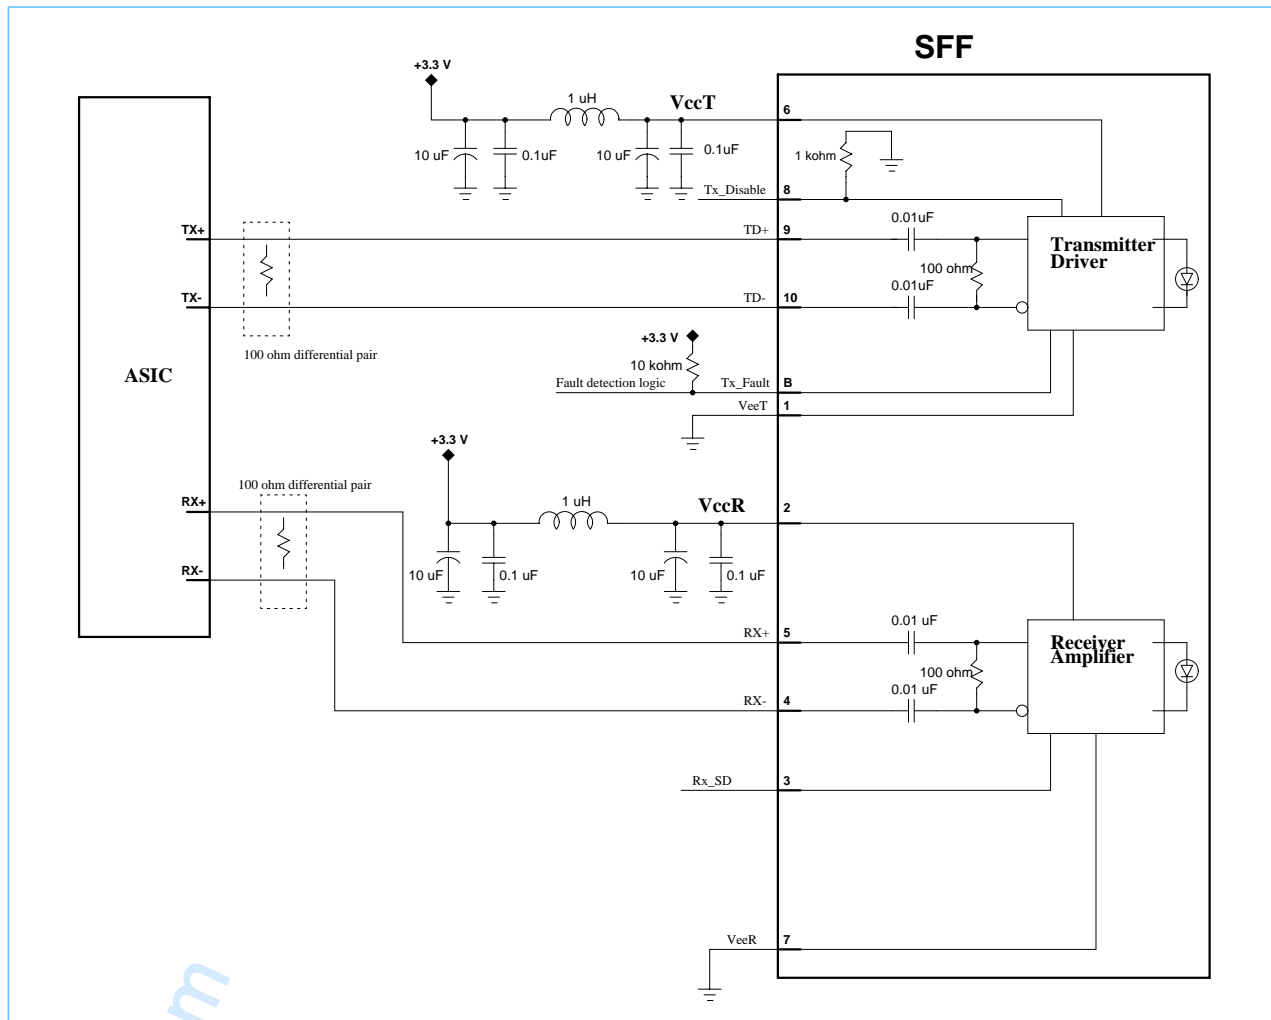 SFF
+3.3 V
1 uH
VccT
6
10 uF
0.1uF
10 uF
0.1uF
1 kohm
Tx_Disable
8
TX+
TD+
9
0.01uF
Transmitter
Driver
100 ohm
0.01uF
TX-
TD-
10
100 ohm differential pair
+3.3 V
10 kohm
ASIC
Fault detection logic
Tx_Fault
B
VeeT
1
+3.3 V
100 ohm differential pair
RX+
1 uH
VccR
2
RX-
10 uF
0.1 uF
10 uF
0.1 uF
RX+
5
0.01 uF
Receiver
Amplifier
100 ohm
0.01 uF
RX-
4
Rx_SD
3
VeeR
7
m